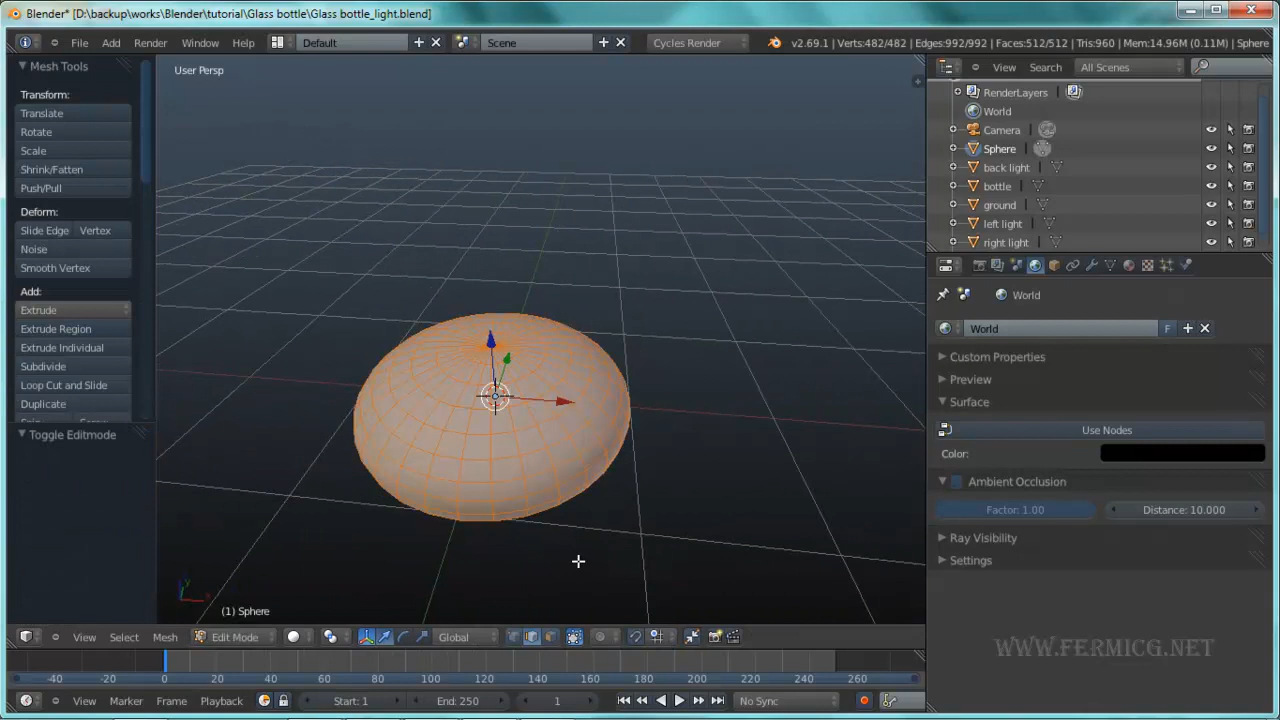 Blender* [D:\backup\works\Blender\tutorial\Glass bottle\Glass bottle_light.blend]
File Add Render Window Help Default Scene Cycles Render v2.69.1 | Verts:482/482 | Edges:992/992 | Faces:512/512 | Tris:960 | Mem:14.96M (0.11M) | Sphere
Mesh Tools
Transform:
Translate
Rotate
Scale
Shrink/Fatten
Push/Pull
Deform:
Slide Edge Vertex
Noise
Smooth Vertex
Add:
Extrude
Extrude Region
Extrude Individual
Subdivide
Loop Cut and Slide
Duplicate
Toggle Editmode
User Persp
(1) Sphere
View Select Mesh Edit Mode Global
View Search All Scenes
RenderLayers
World
Camera
Sphere
back light
bottle
ground
left light
right light
World
World F
Custom Properties
Preview
Surface
Use Nodes
Color:
Ambient Occlusion
Factor: 1.00 Distance: 10.000
Ray Visibility
Settings
WWW.FERMICG.NET
-40 -20 0 20 40 60 80 100 120 140 160 180 200 220 240 260
View Marker Frame Playback Start: 1 End: 250 1 No Sync